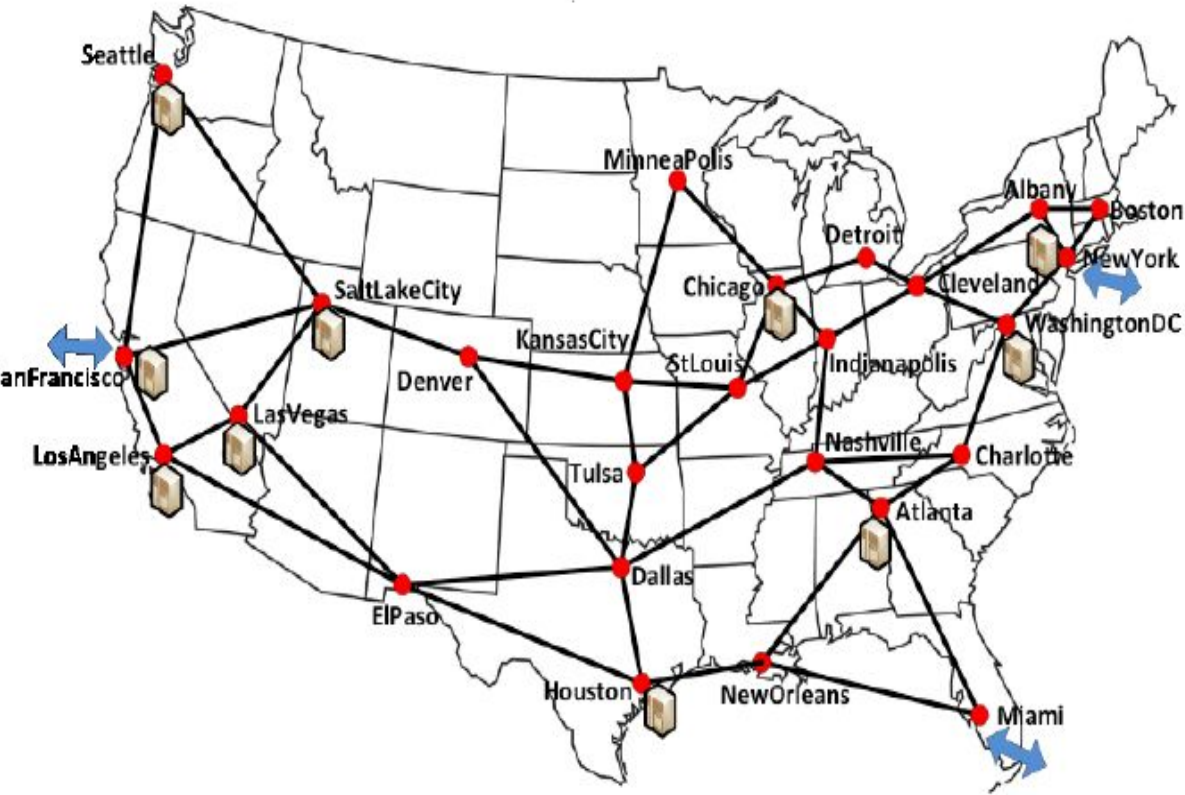 Seattle
MinneaPolis
Albany
Boston
Detroit
NewYork
SaltLakeCity
Chicago
Cleveland
WashingtonDC
KansasCity
anFrancisco
Denver
StLouis
Indianapolis
LasVegas
LosAngeles
Nashville
Charlotte
Tulsa
Atlanta
Dallas
ElPaso
Houston
NewOrleans
Miami